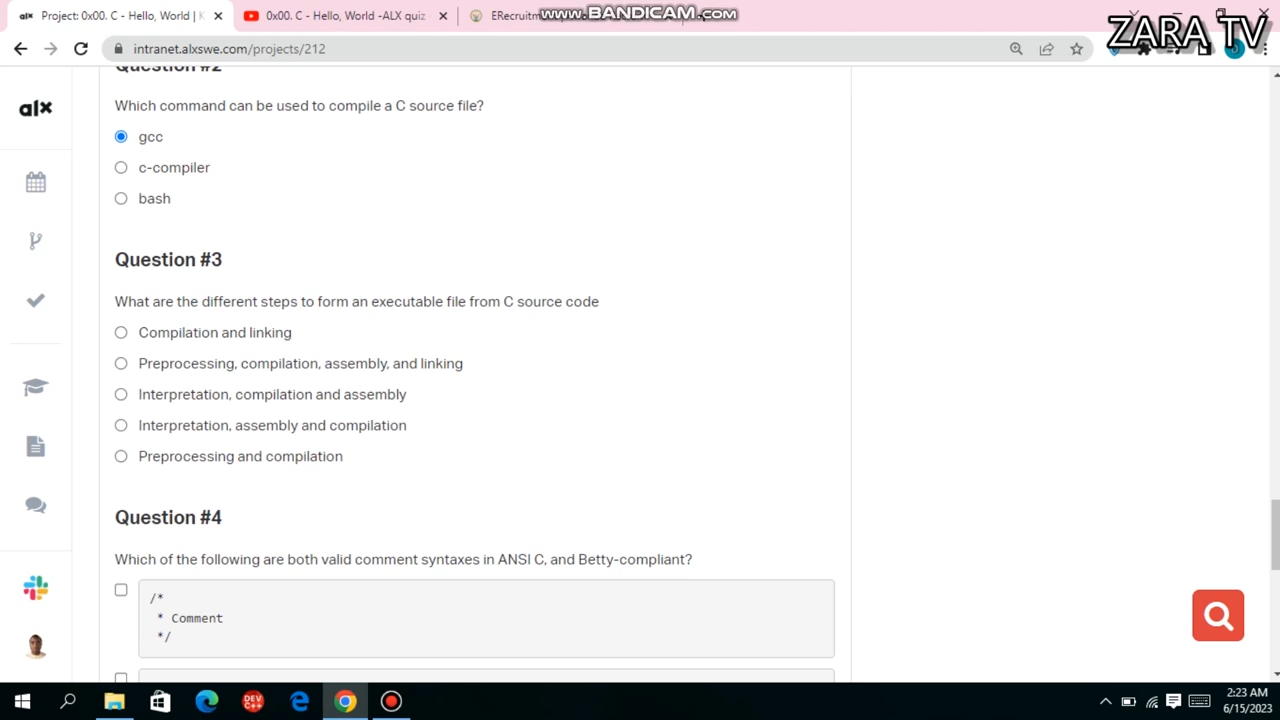 www.BANDICAM.com
Project: 0x00. C - Hello, World | K
0x00. C - Hello, World -ALX quiz
ERecruitm
ZARA TV
intranet.alxswe.com/projects/212
alx
Question #2
Which command can be used to compile a C source file?
gcc
c-compiler
bash
Question #3
What are the different steps to form an executable file from C source code
Compilation and linking
Preprocessing, compilation, assembly, and linking
Interpretation, compilation and assembly
Interpretation, assembly and compilation
Preprocessing and compilation
Question #4
Which of the following are both valid comment syntaxes in ANSI C, and Betty-compliant?
/*
* Comment
*/
DEV
2:23 AM
6/15/2023